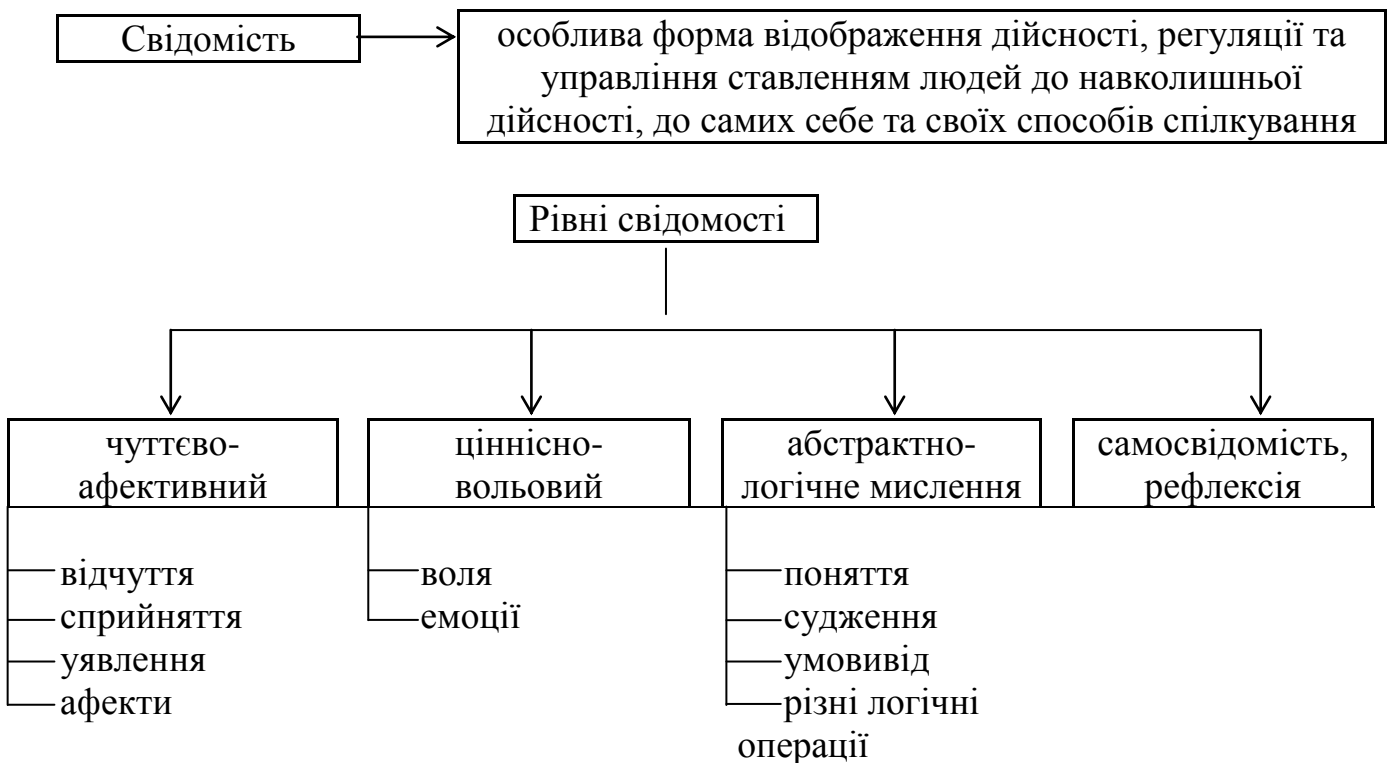 Свідомість
особлива форма відображення дійсності, регуляції та
управління ставленням людей до навколишньої
дійсності, до самих себе та своїх способів спілкування
Рівні свідомості
чуттєво-
афективний
ціннісно-
вольовий
абстрактно-
логічне мислення
самосвідомість,
рефлексія
відчуття
сприйняття
уявлення
афекти
воля
емоції
поняття
судження
умовивід
різні логічні
операції